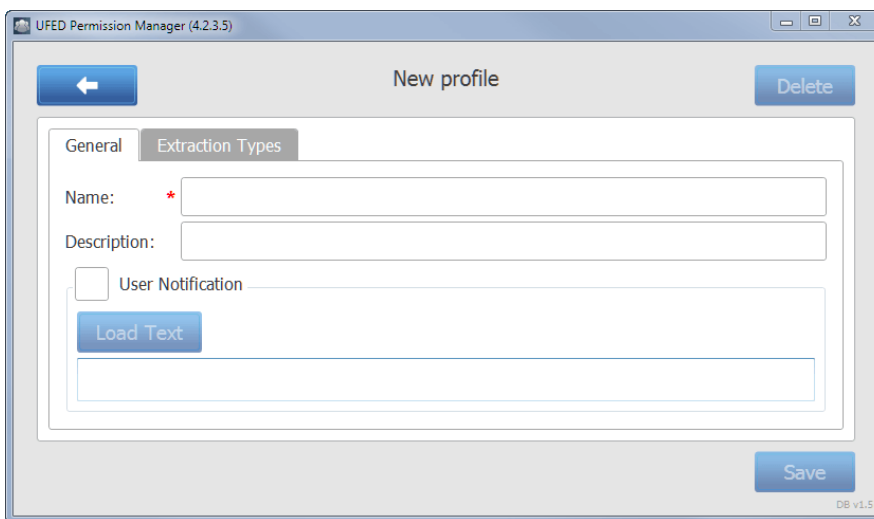 UFED Permission Manager (4.2.3.5)
New profile
Delete
General Extraction Types
Name: *
Description:
User Notification
Load Text
Save
DB v1.5